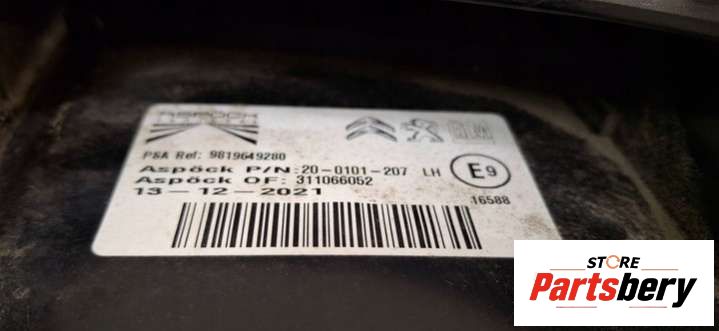 PSA Ref: 9819649280
Aspöck P/N: 20-0101-207 LH
E9
Aspöck OF: 311066052
13-12-2021
16588
STORE
Partsbery